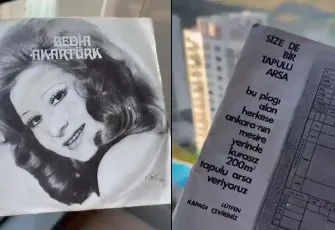 BEDİA
AKARTÜRK
SİZE DE
BİR
TAPULU
ARSA
bu plağı
alan
herkese
ankara'nın
mesire
yerinde
kurasız
200m²
tapulu arsa
veriyoruz
LÜTFEN
KAPAĞI ÇEVİRİNİZ